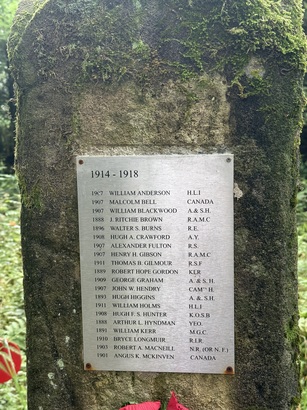 1914 - 1918
1907 WILLIAM ANDERSON H.L.I
1907 MALCOLM BELL CANADA
1907 WILLIAM BLACKWOOD A. & S.H.
1888 J. RITCHIE BROWN R.A.M.C
1896 WALTER S. BURNS R.E.
1908 HUGH A. CRAWFORD A.Y.
1907 ALEXANDER FULTON R.S.
1907 HENRY H. GIBSON R.A.M.C
1911 THOMAS B. GILMOUR R.S.F
1889 ROBERT HOPE GORDON KLR
1909 GEORGE GRAHAM A. & S. H.
1907 JOHN W. HENDRY H.
1893 HUGH HIGGINS A. & S.H.
1911 WILLIAM HOLMS H.L.I
1908 HUGH F. S. HUNTER K.O.S.B
1888 ARTHUR L. HYNDMAN YEO.
1891 WILLIAM KERR M.G.C.
1910 BRYCE LONGMUIR R.I.R.
1903 ROBERT A. MACNEILL N.R. (OR N. F.)
1901 ANGUS K. MCKINVEN CANADA